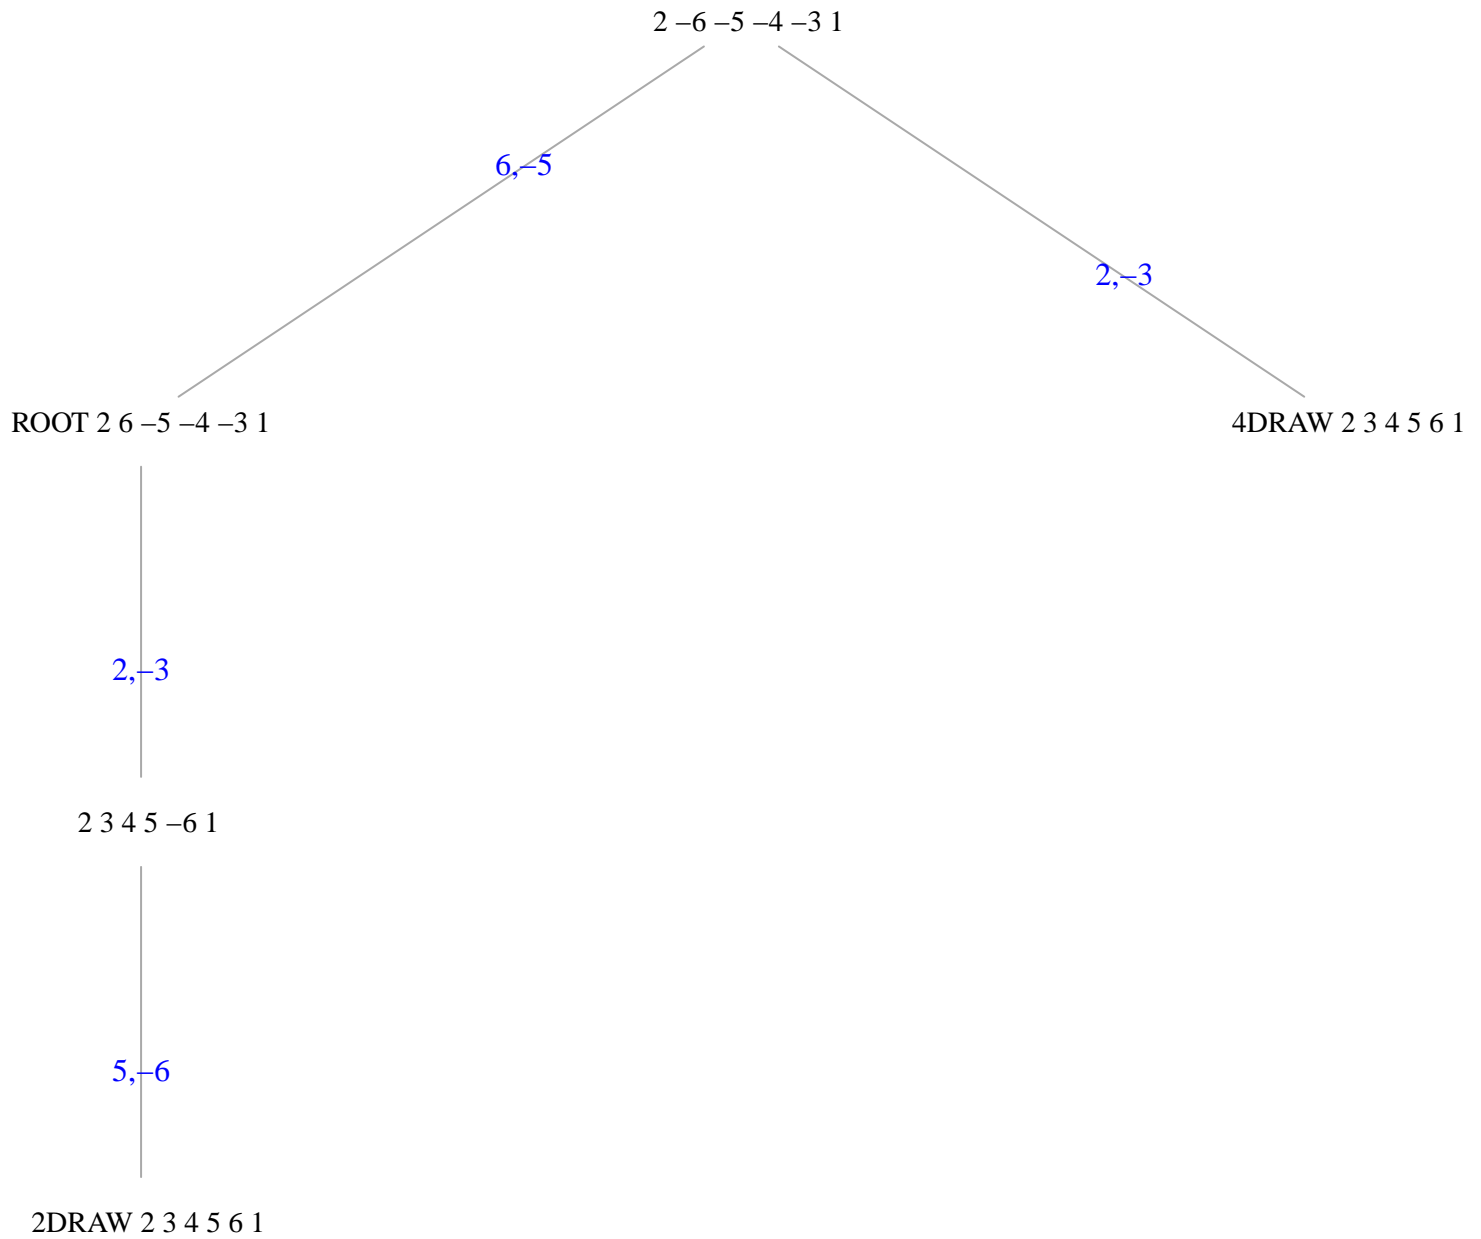 2 –6 –5 –4 –3 1
6,–5
2,–3
ROOT 2 6 –5 –4 –3 1
4DRAW 2 3 4 5 6 1
2,–3
2 3 4 5 –6 1
5,–6
2DRAW 2 3 4 5 6 1